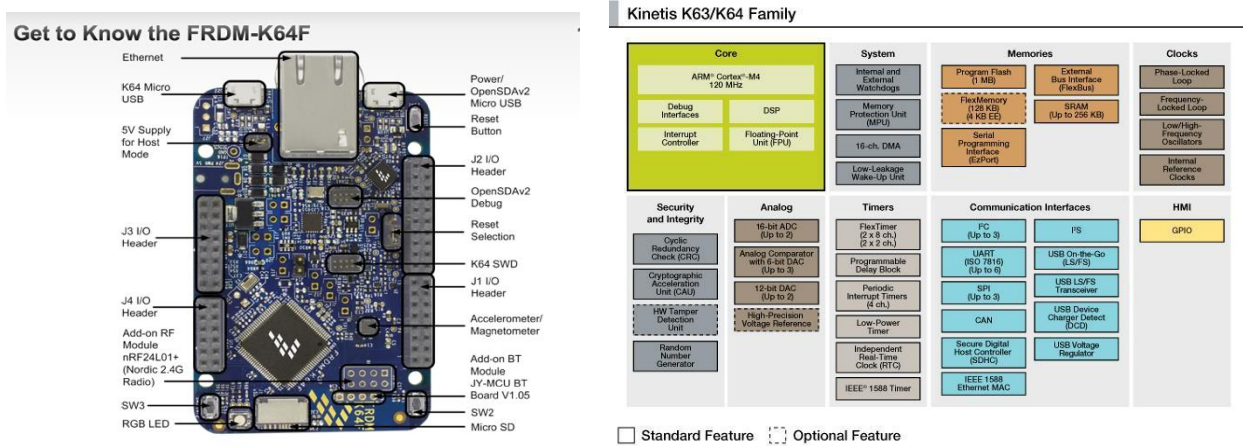 Get to Know the FRDM-K64F
Ethernet
K64 Micro
USB
5V Supply
for Host
Mode
J3 I/O
Header
J4 I/O
Header
Add-on RF
Module
nRF24L01+
(Nordic 2.4G
Radio)
SW3
RGB LED
Power/
OpenSDAv2
Micro USB
Reset
Button
J2 I/O
Header
OpenSDAv2
Debug
Reset
Selection
K64 SWD
J1 I/O
Header
Accelerometer/
Magnetometer
Add-on BT
Module
JY-MCU BT
Board V1.05
SW2
Micro SD
FRDM
K64F
Kinetis K63/K64 Family
Core
ARM® Cortex®-M4
120 MHz
Debug
Interfaces
DSP
Interrupt
Controller
Floating-Point
Unit (FPU)
System
Internal and
External
Watchdogs
Memory
Protection Unit
(MPU)
16-ch. DMA
Low-Leakage
Wake-Up Unit
Memories
Program Flash
(1 MB)
External
Bus Interface
(FlexBus)
FlexMemory
(128 KB)
(4 KB EE)
SRAM
(Up to 256 KB)
Serial
Programming
Interface
(EzPort)
Clocks
Phase-Locked
Loop
Frequency-
Locked Loop
Low/High-
Frequency
Oscillators
Internal
Reference
Clocks
Security
and Integrity
Cyclic
Redundancy
Check (CRC)
Cryptographic
Acceleration
Unit (CAU)
HW Tamper
Detection
Unit
Random
Number
Generator
Analog
16-bit ADC
(Up to 2)
Analog Comparator
with 6-bit DAC
(Up to 3)
12-bit DAC
(Up to 2)
High-Precision
Voltage Reference
Timers
FlexTimer
(2 x 8 ch.)
(2 x 2 ch.)
Programmable
Delay Block
Periodic
Interrupt Timers
(4 ch.)
Low-Power
Timer
Independent
Real-Time
Clock (RTC)
IEEE® 1588 Timer
Communication Interfaces
I²C
(Up to 3)
I²S
UART
(ISO 7816)
(Up to 6)
USB On-the-Go
(LS/FS)
SPI
(Up to 3)
USB LS/FS
Transceiver
CAN
USB Device
Charger Detect
(DCD)
Secure Digital
Host Controller
(SDHC)
USB Voltage
Regulator
IEEE 1588
Ethernet MAC
HMI
GPIO
Standard Feature
Optional Feature